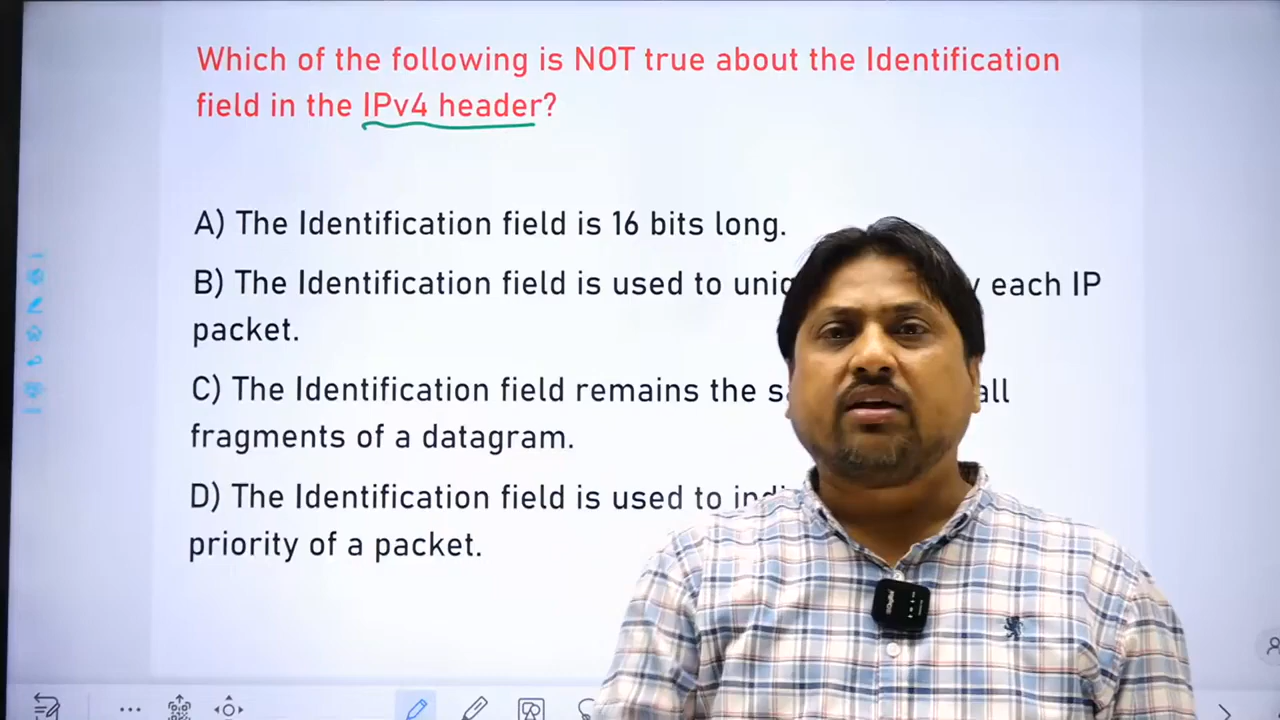 Which of the following is NOT true about the Identification
field in the IPv4 header?
A) The Identification field is 16 bits long.
B) The Identification field is used to each IP
packet.
C) The Identification field remains the all
fragments of a datagram.
D) The Identification field is used to
priority of a packet.